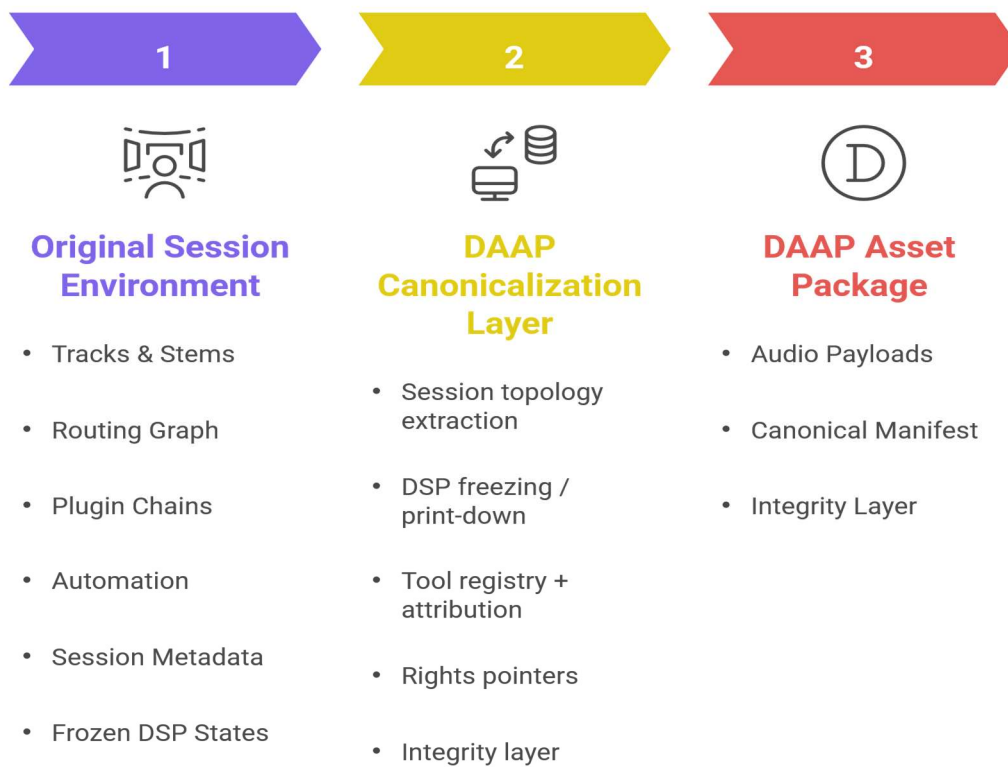 1
Original Session
Environment
• Tracks & Stems
• Routing Graph
• Plugin Chains
• Automation
• Session Metadata
• Frozen DSP States
2
DAAP
Canonicalization
Layer
• Session topology
extraction
• DSP freezing /
print-down
• Tool registry +
attribution
• Rights pointers
• Integrity layer
3
D
DAAP Asset
Package
• Audio Payloads
• Canonical Manifest
• Integrity Layer